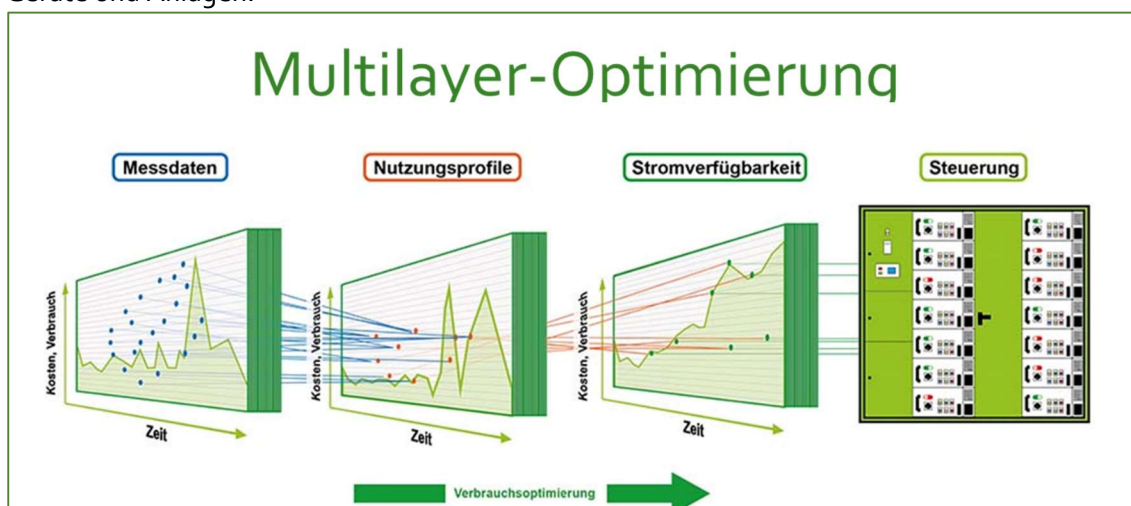 Geräte und Anlagen.
Multilayer-Optimierung
Messdaten
Nutzungsprofile
Stromverfügbarkeit
Steuerung
Kosten, Verbrauch
Zeit
Kosten, Verbrauch
Zeit
Kosten, Verbrauch
Zeit
Verbrauchsoptimierung